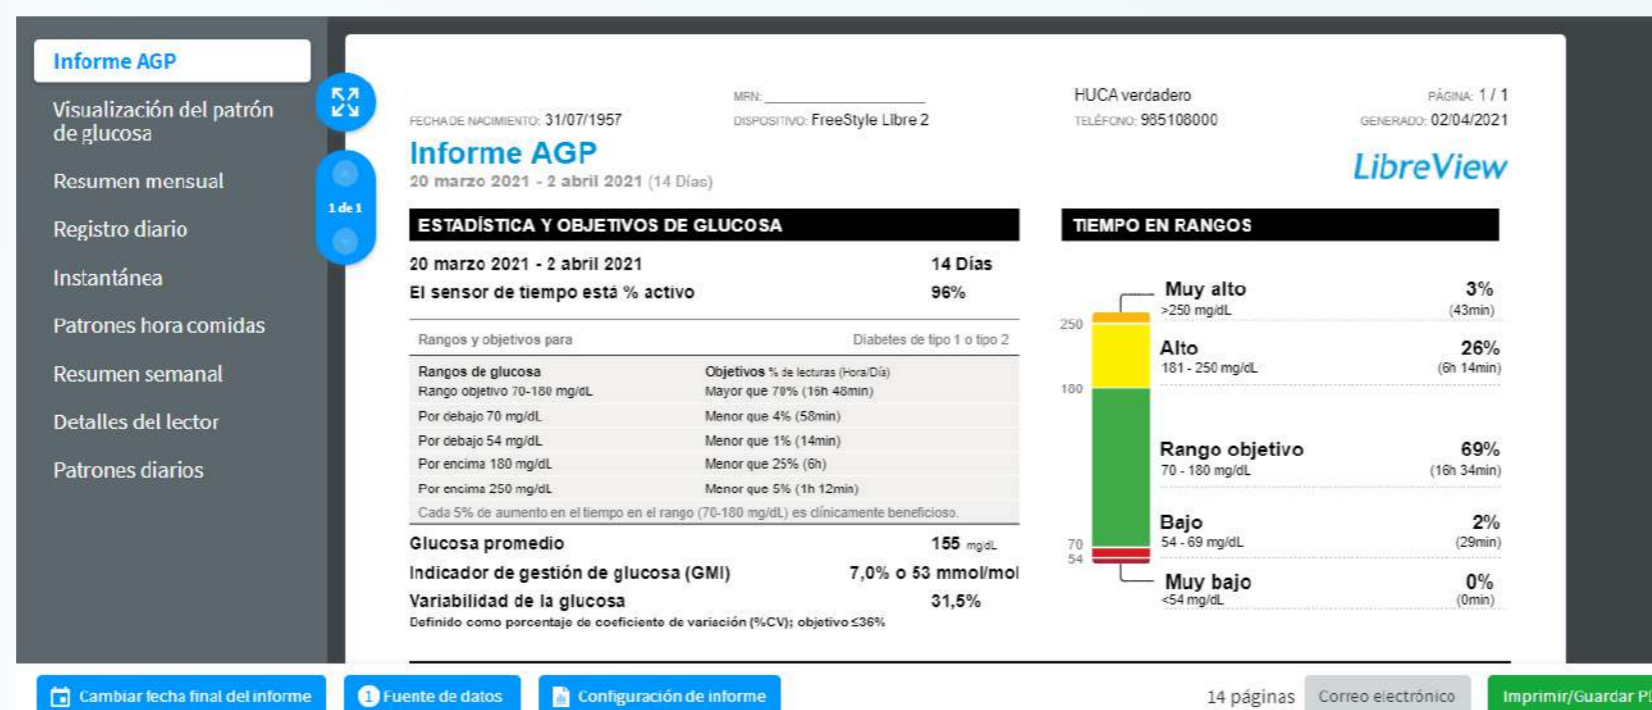 Informe AGP
Visualización del patrón
de glucosa
Resumen mensual
Registro diario
Instantánea
Patrones hora comidas
Resumen semanal
Detalles del lector
Patrones diarios
1 de 1
MRN:
HUCA verdadero
PÁGINA: 1 / 1
FECHA DE NACIMIENTO: 31/07/1957
DISPOSITIVO: FreeStyle Libre 2
TELÉFONO: 985108000
GENERADO: 02/04/2021
Informe AGP
20 marzo 2021 - 2 abril 2021 (14 Días)
LibreView
ESTADÍSTICA Y OBJETIVOS DE GLUCOSA
20 marzo 2021 - 2 abril 2021 14 Días
El sensor de tiempo está % activo 96%
Rangos y objetivos para Diabetes de tipo 1 o tipo 2
Rangos de glucosa Objetivos % de lecturas (Hora/Día)
Rango objetivo 70-180 mg/dL Mayor que 70% (16h 48min)
Por debajo 70 mg/dL Menor que 4% (58min)
Por debajo 54 mg/dL Menor que 1% (14min)
Por encima 180 mg/dL Menor que 25% (6h)
Por encima 250 mg/dL Menor que 5% (1h 12min)
Cada 5% de aumento en el tiempo en el rango (70-180 mg/dL) es clínicamente beneficioso.
Glucosa promedio 155 mg/dL
Indicador de gestión de glucosa (GMI) 7,0% o 53 mmol/mol
Variabilidad de la glucosa 31,5%
Definido como porcentaje de coeficiente de variación (%CV); objetivo ≤36%
TIEMPO EN RANGOS
Muy alto 3%
>250 mg/dL (43min)
250
Alto 26%
181 - 250 mg/dL (6h 14min)
180
Rango objetivo 69%
70 - 180 mg/dL (16h 34min)
Bajo 2%
54 - 69 mg/dL (29min)
70
54
Muy bajo 0%
<54 mg/dL (0min)
Cambiar fecha final del informe
1 Fuente de datos
Configuración de informe
14 páginas
Correo electrónico
Imprimir/Guardar